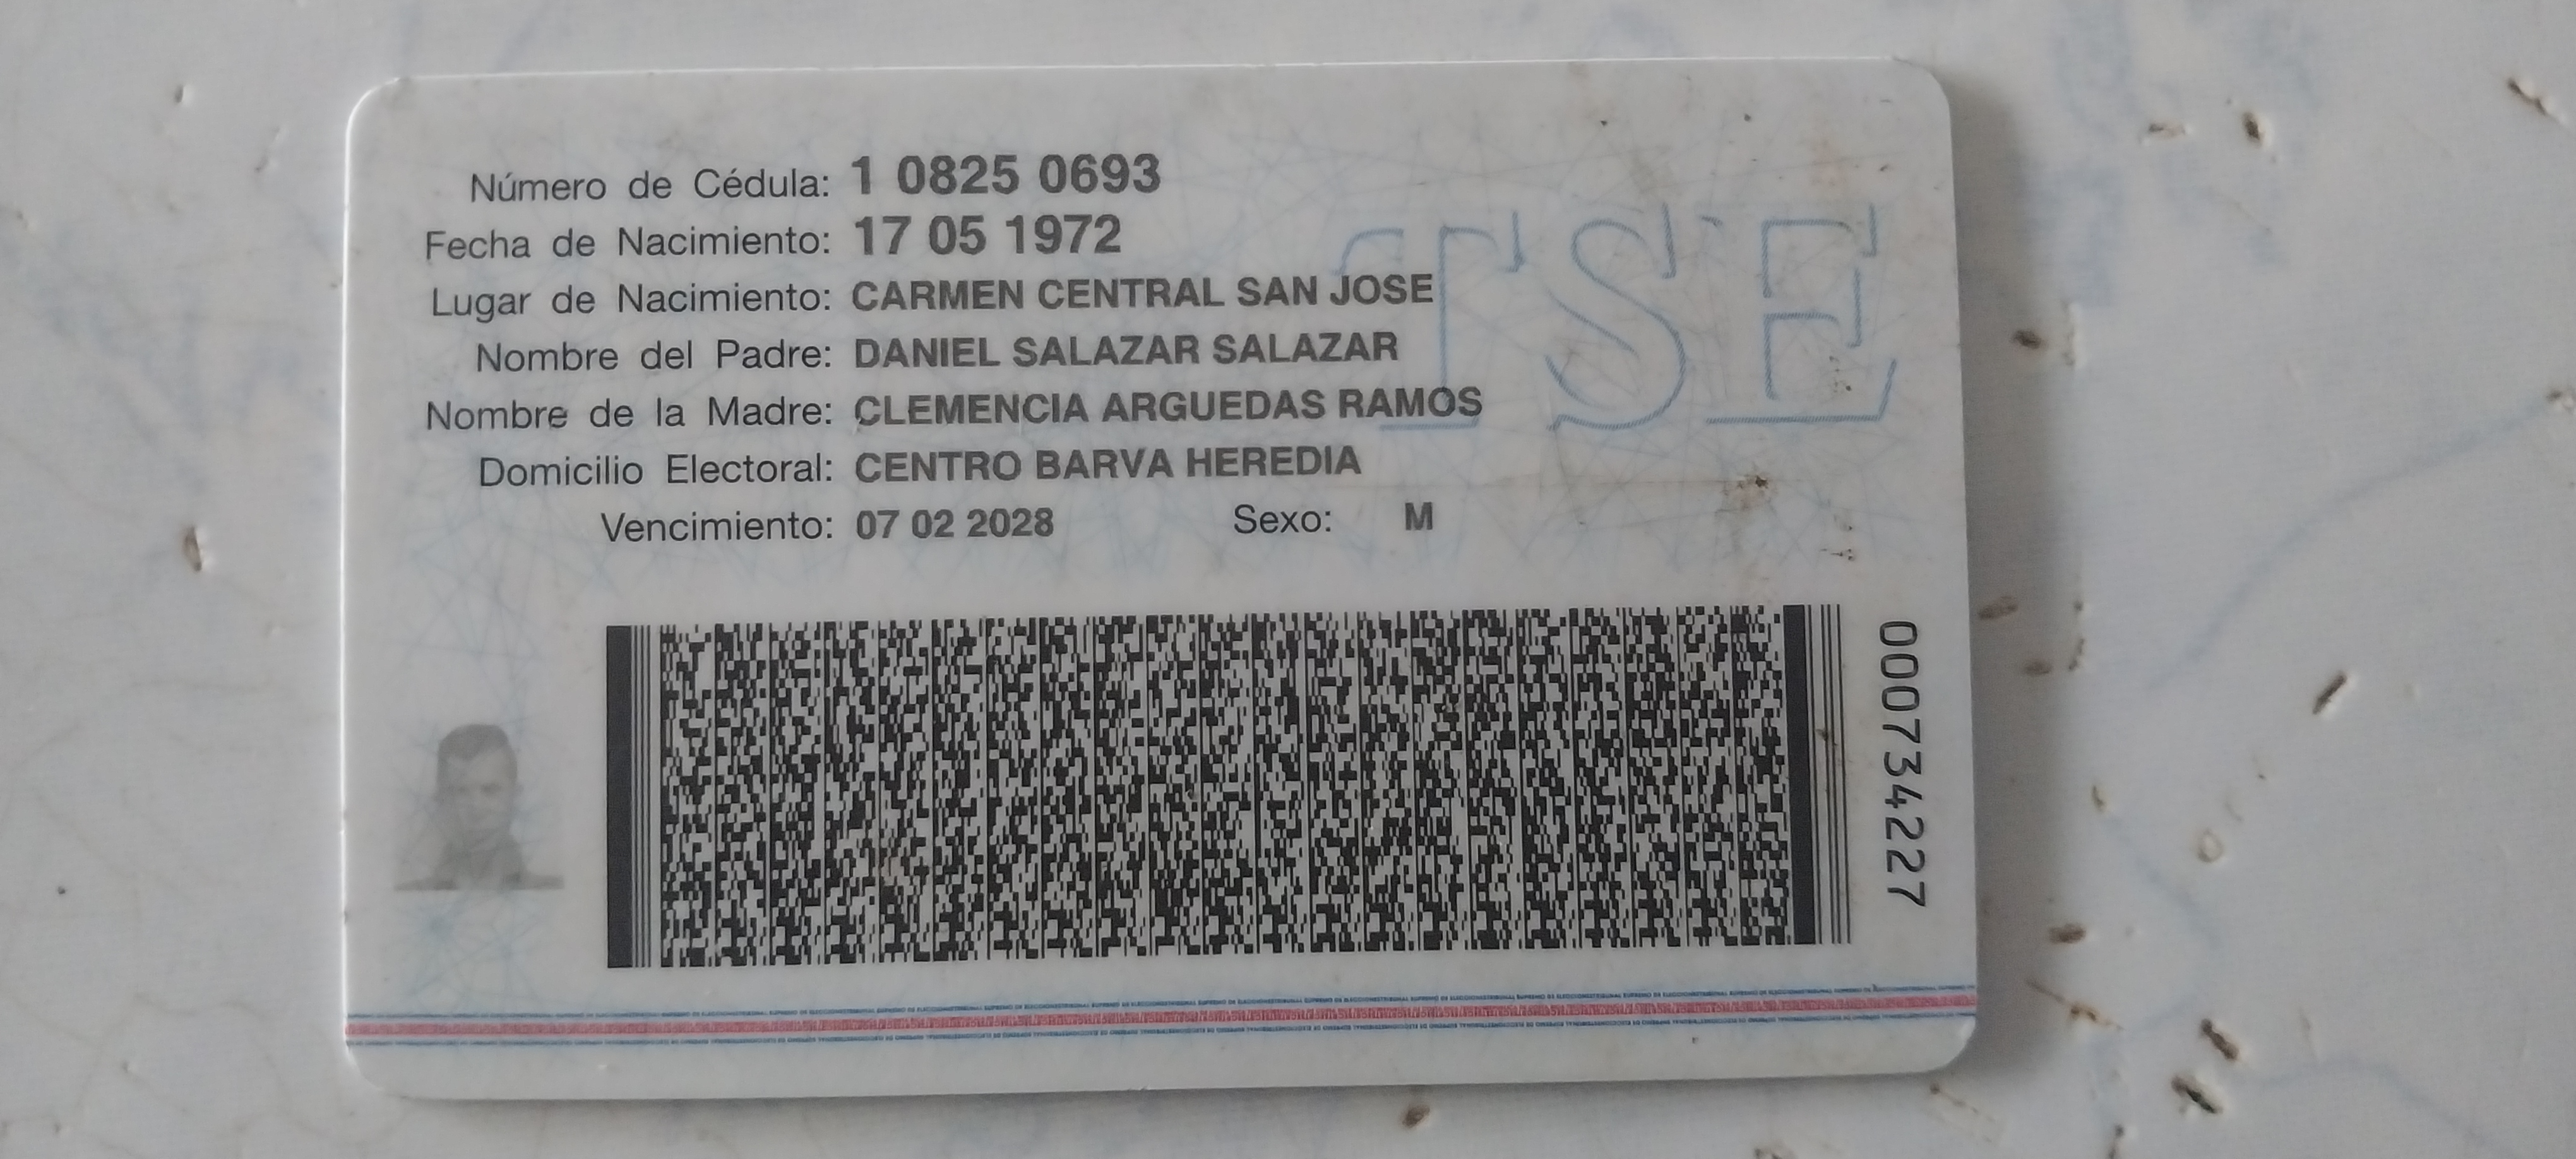 Número de Cédula: 1 0825 0693
Fecha de Nacimiento: 17 05 1972
Lugar de Nacimiento: CARMEN CENTRAL SAN JOSE
Nombre del Padre: DANIEL SALAZAR SALAZAR
Nombre de la Madre: CLEMENCIA ARGUEDAS RAMOS
Domicilio Electoral: CENTRO BARVA HEREDIA
Vencimiento: 07 02 2028 Sexo: M
TSE
000734227